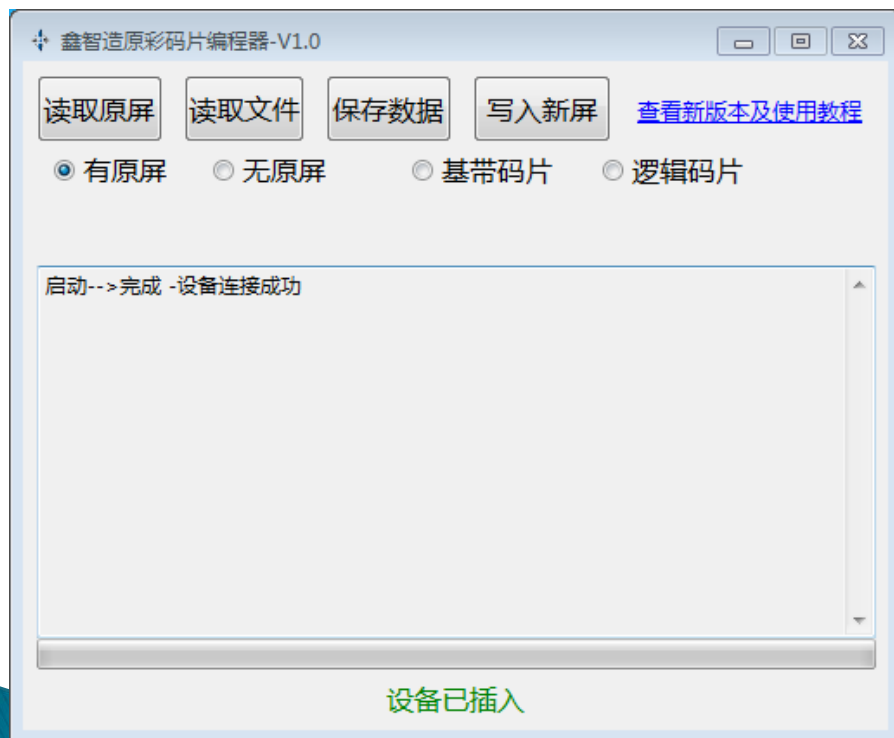 鑫智造原彩码片编程器-V1.0
读取原屏 读取文件 保存数据 写入新屏 查看新版本及使用教程
有原屏 无原屏 基带码片 逻辑码片
启动-->完成 -设备连接成功
设备已插入